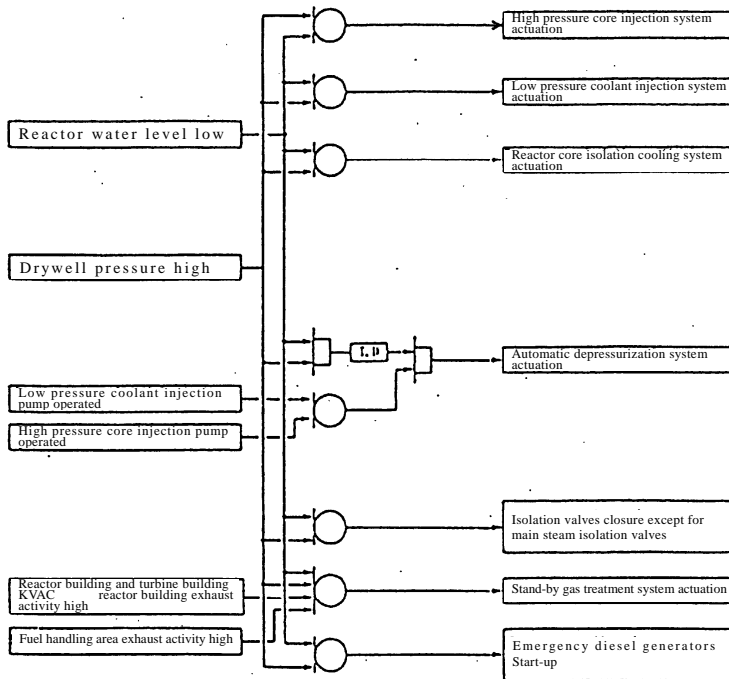 High pressure core injection system
actuation
Low pressure coolant injection system
actuation
Reactor water level low
Reactor core isolation cooling system
actuation
Drywell pressure high
T.D
Automatic depressurization system
actuation
Low pressure coolant injection
pump operated
High pressure core injection pump
operated
Isolation valves closure except for
main steam isolation valves
Reactor building and turbine building
KVAC reactor building exhaust
activity high
Stand-by gas treatment system actuation
Fuel handling area exhaust activity high
Emergency diesel generators
Start-up